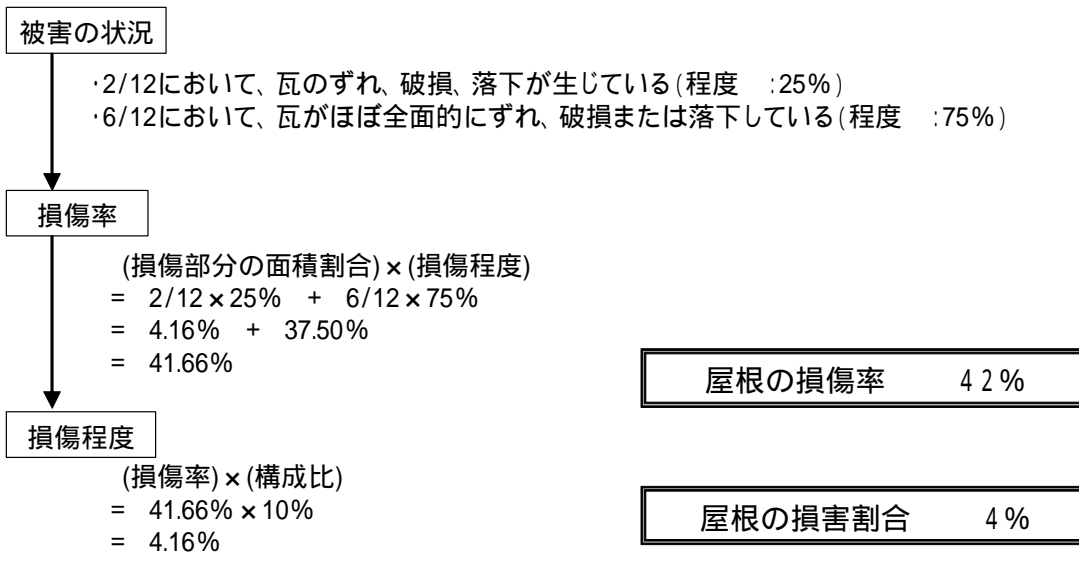 被害の状況
・2/12において、瓦のずれ、破損、落下が生じている(程度　:25%)
・6/12において、瓦がほぼ全面的にずれ、破損または落下している(程度　:75%)
損傷率
(損傷部分の面積割合)×(損傷程度)
= 2/12×25% + 6/12×75%
= 4.16% + 37.50%
= 41.66%
屋根の損傷率　42%
損傷程度
(損傷率)×(構成比)
= 41.66%×10%
= 4.16%
屋根の損害割合　4%